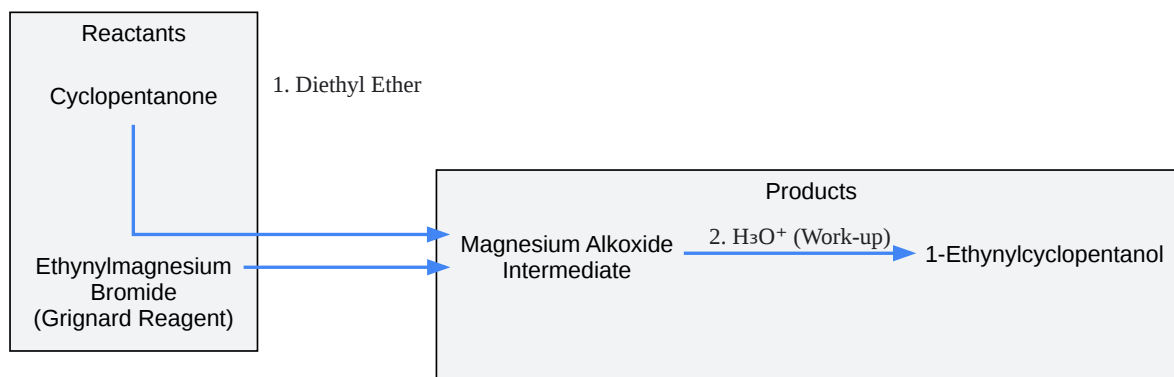 Reactants
Cyclopentanone
1. Diethyl Ether
Products
Ethynylmagnesium
Bromide
(Grignard Reagent)
Magnesium Alkoxide
Intermediate
2. H₃O⁺ (Work-up)
1-Ethynylcyclopentanol